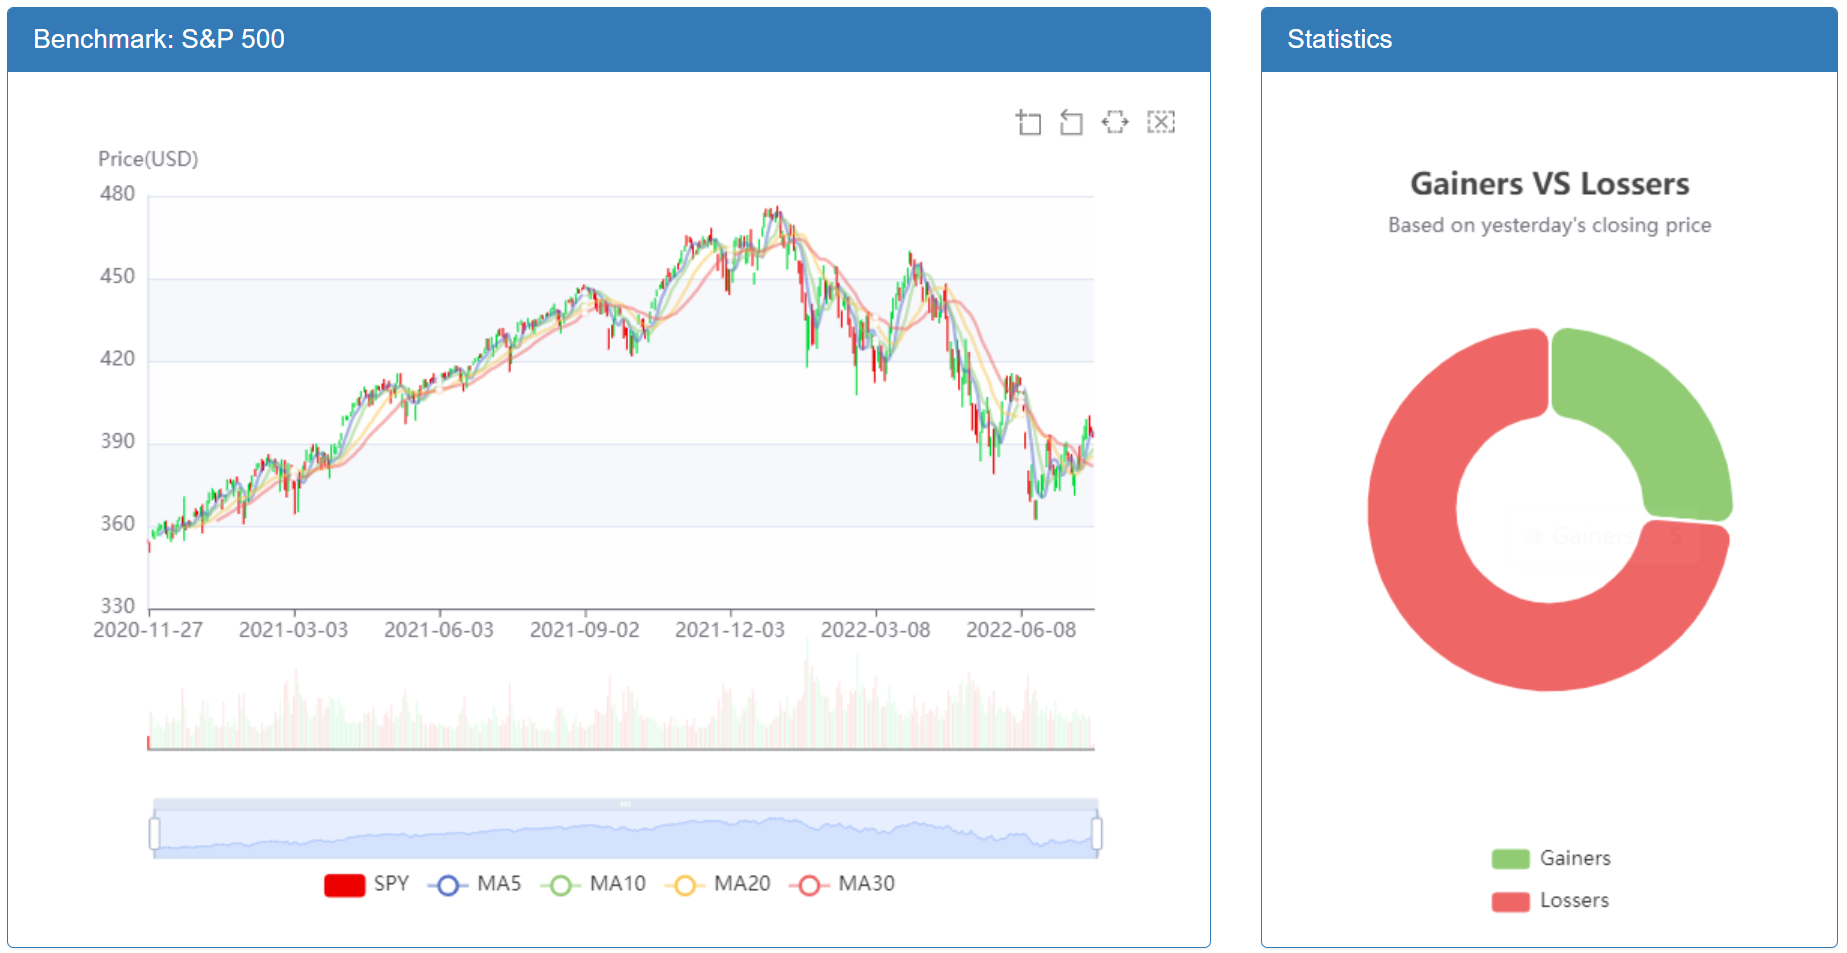 Benchmark: S&P 500
Price(USD)
480
450
420
390
360
330
2020-11-27 2021-03-03 2021-06-03 2021-09-02 2021-12-03 2022-03-08 2022-06-08
SPY MA5 MA10 MA20 MA30
Statistics
Gainers VS Lossers
Based on yesterday's closing price
Gainers 5
Gainers
Lossers